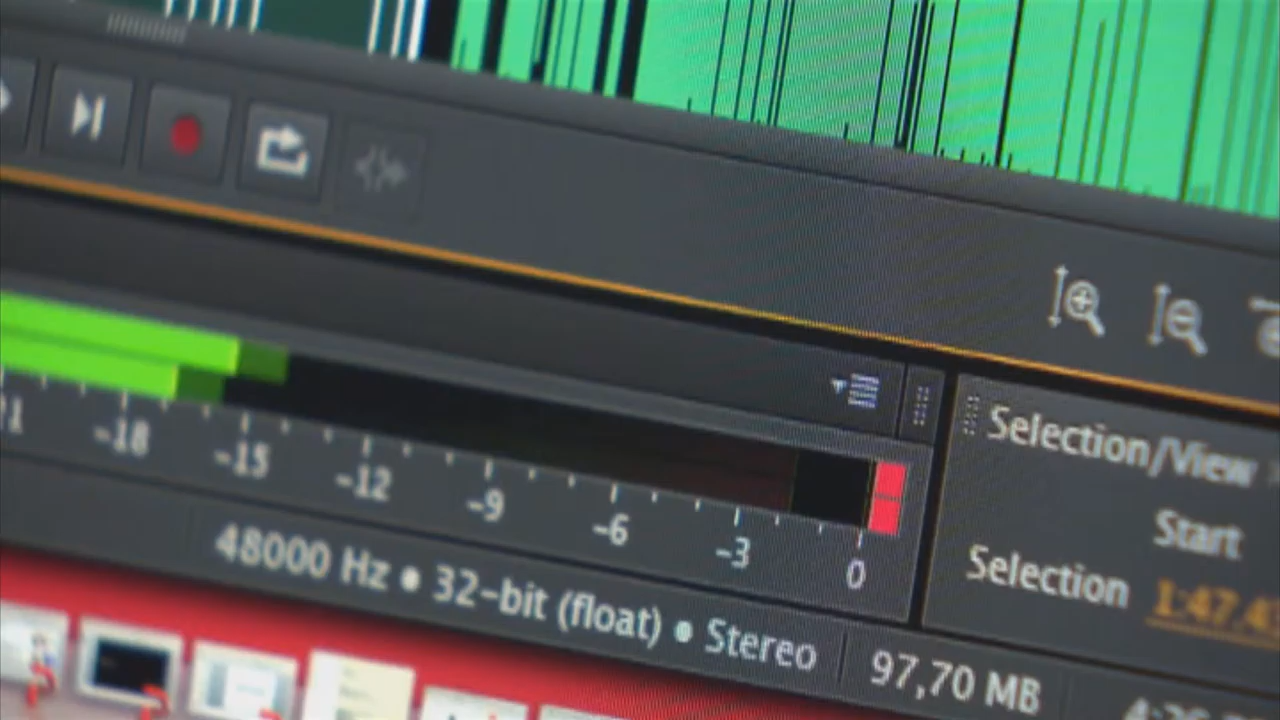 -18 -15 -12 -9 -6 -3 0
Selection/View
Start
Selection
48000 Hz • 32-bit (float) • Stereo
97,70 MB